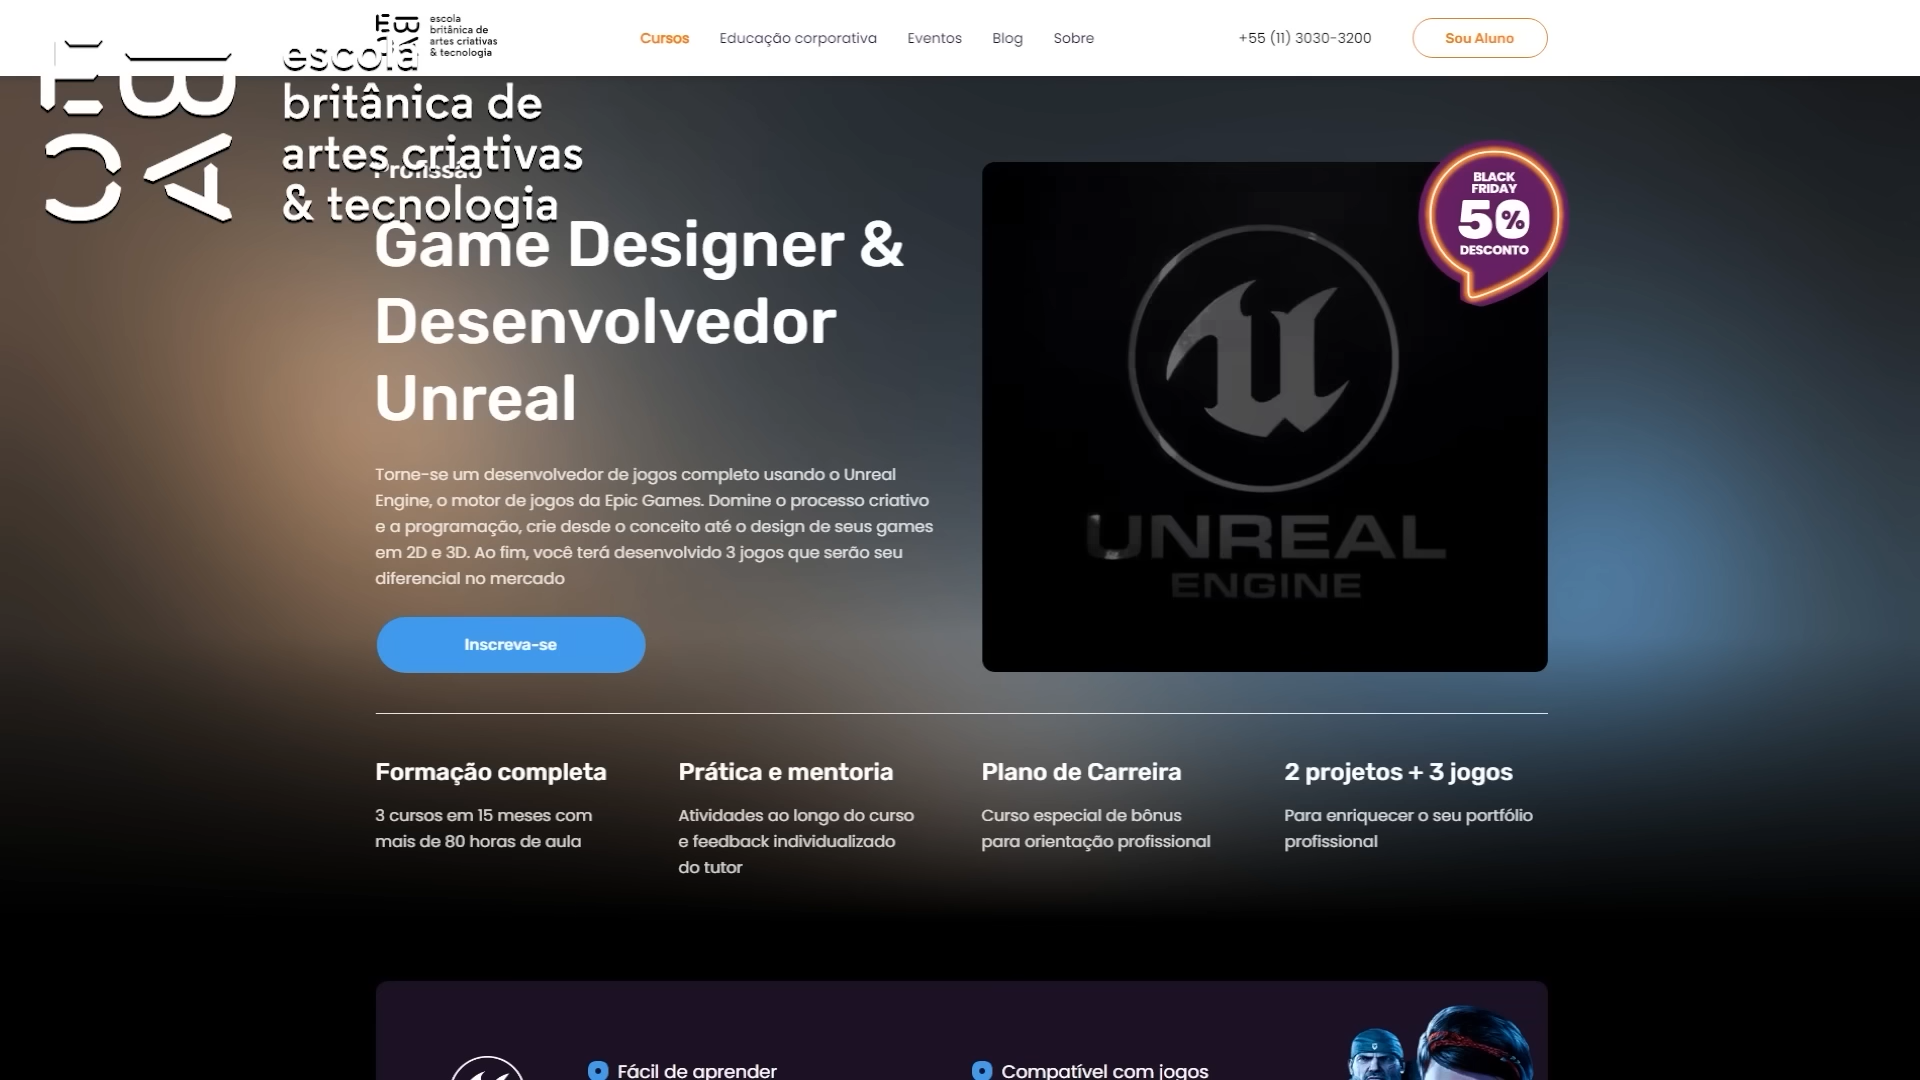 escola
britânica de
artes criativas
& tecnologia
Cursos
Educação corporativa
Eventos
Blog
Sobre
+55 (11) 3030-3200
Sou Aluno
EBAC
escola
britânica de
artes criativas
& tecnologia
Profissão
Game Designer &
Desenvolvedor
Unreal
BLACK
FRIDAY
50%
DESCONTO
UNREAL
ENGINE
Torne-se um desenvolvedor de jogos completo usando o Unreal
Engine, o motor de jogos da Epic Games. Domine o processo criativo
e a programação, crie desde o conceito até o design de seus games
em 2D e 3D. Ao fim, você terá desenvolvido 3 jogos que serão seu
diferencial no mercado
Inscreva-se
Formação completa
3 cursos em 15 meses com
mais de 80 horas de aula
Prática e mentoria
Atividades ao longo do curso
e feedback individualizado
do tutor
Plano de Carreira
Curso especial de bônus
para orientação profissional
2 projetos + 3 jogos
Para enriquecer o seu portfólio
profissional
Fácil de aprender
Compatível com jogos